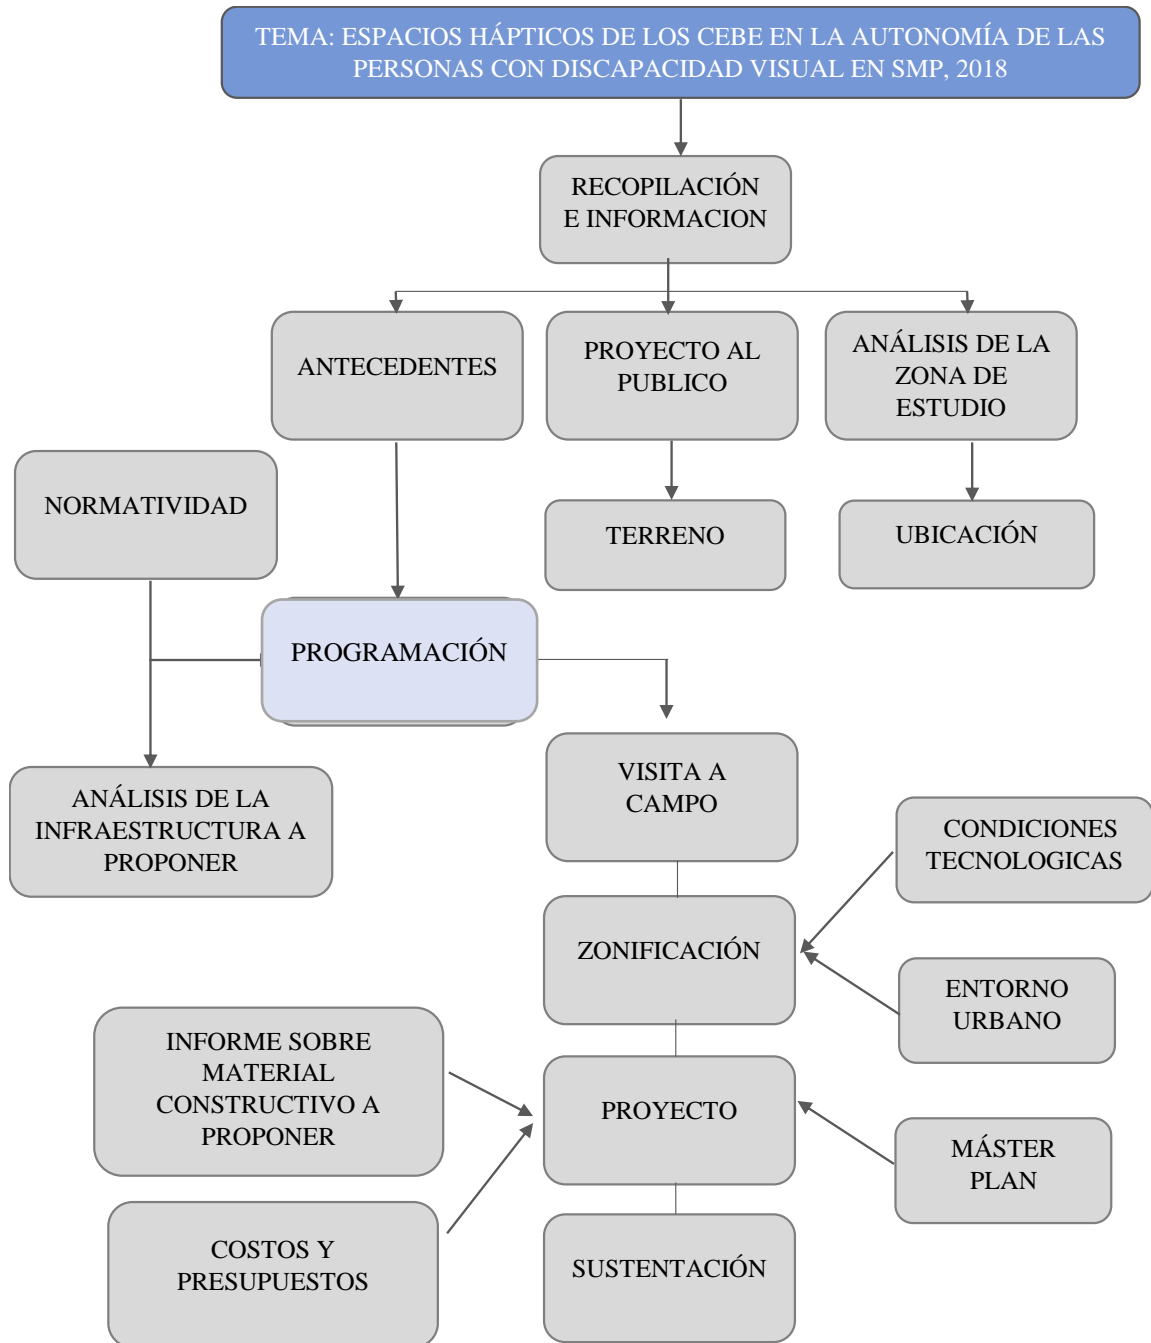 TEMA: ESPACIOS HÁPTICOS DE LOS CEBE EN LA AUTONOMÍA DE LAS
PERSONAS CON DISCAPACIDAD VISUAL EN SMP, 2018
RECOPILACIÓN
E INFORMACION
ANTECEDENTES
PROYECTO AL
PUBLICO
ANÁLISIS DE LA
ZONA DE
ESTUDIO
NORMATIVIDAD
TERRENO
UBICACIÓN
PROGRAMACIÓN
ANÁLISIS DE LA
INFRAESTRUCTURA A
PROPONER
VISITA A
CAMPO
CONDICIONES
TECNOLOGICAS
ZONIFICACIÓN
ENTORNO
URBANO
INFORME SOBRE
MATERIAL
CONSTRUCTIVO A
PROPONER
PROYECTO
MÁSTER
PLAN
COSTOS Y
PRESUPUESTOS
SUSTENTACIÓN